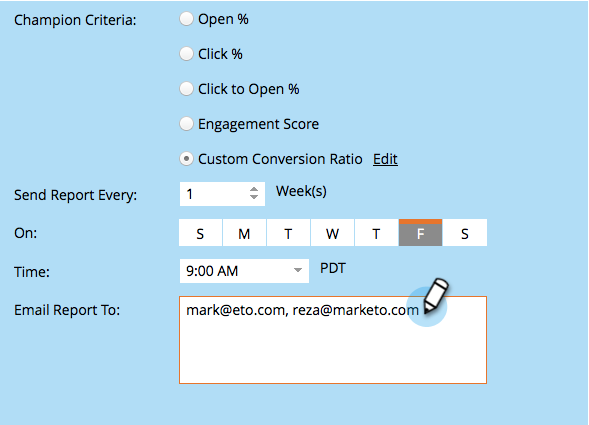 Champion Criteria: Open %
Click %
Click to Open %
Engagement Score
Custom Conversion Ratio Edit
Send Report Every: 1 Week(s)
On: S M T W T F S
Time: 9:00 AM PDT
Email Report To: mark@eto.com, reza@marketo.com